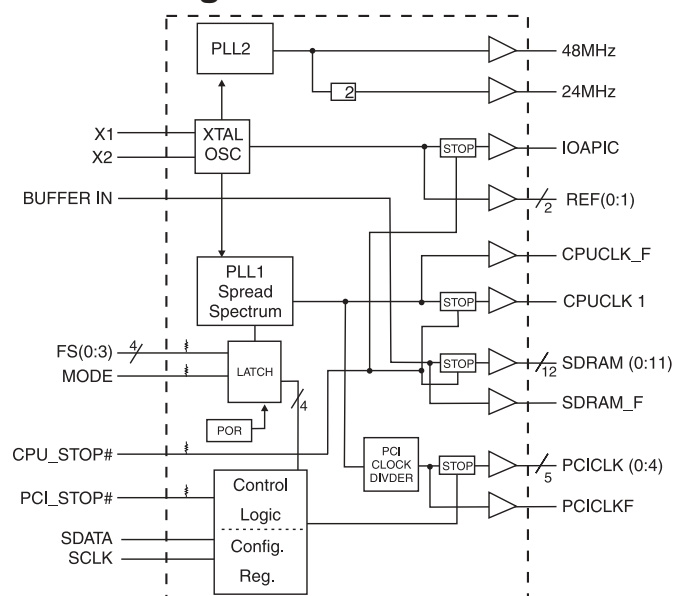 PLL2
48MHz
2
24MHz
X1
X2
XTAL
OSC
STOP
IOAPIC
BUFFER IN
2
REF(0:1)
CPUCLK_F
PLL1
Spread
Spectrum
STOP
CPUCLK 1
FS(0:3)
4
MODE
LATCH
STOP
12
SDRAM (0:11)
4
SDRAM_F
POR
CPU_STOP#
PCI
CLOCK
DIVDER
STOP
5
PCICLK (0:4)
PCI_STOP#
Control
Logic
PCICLKF
SDATA
SCLK
Config.
Reg.